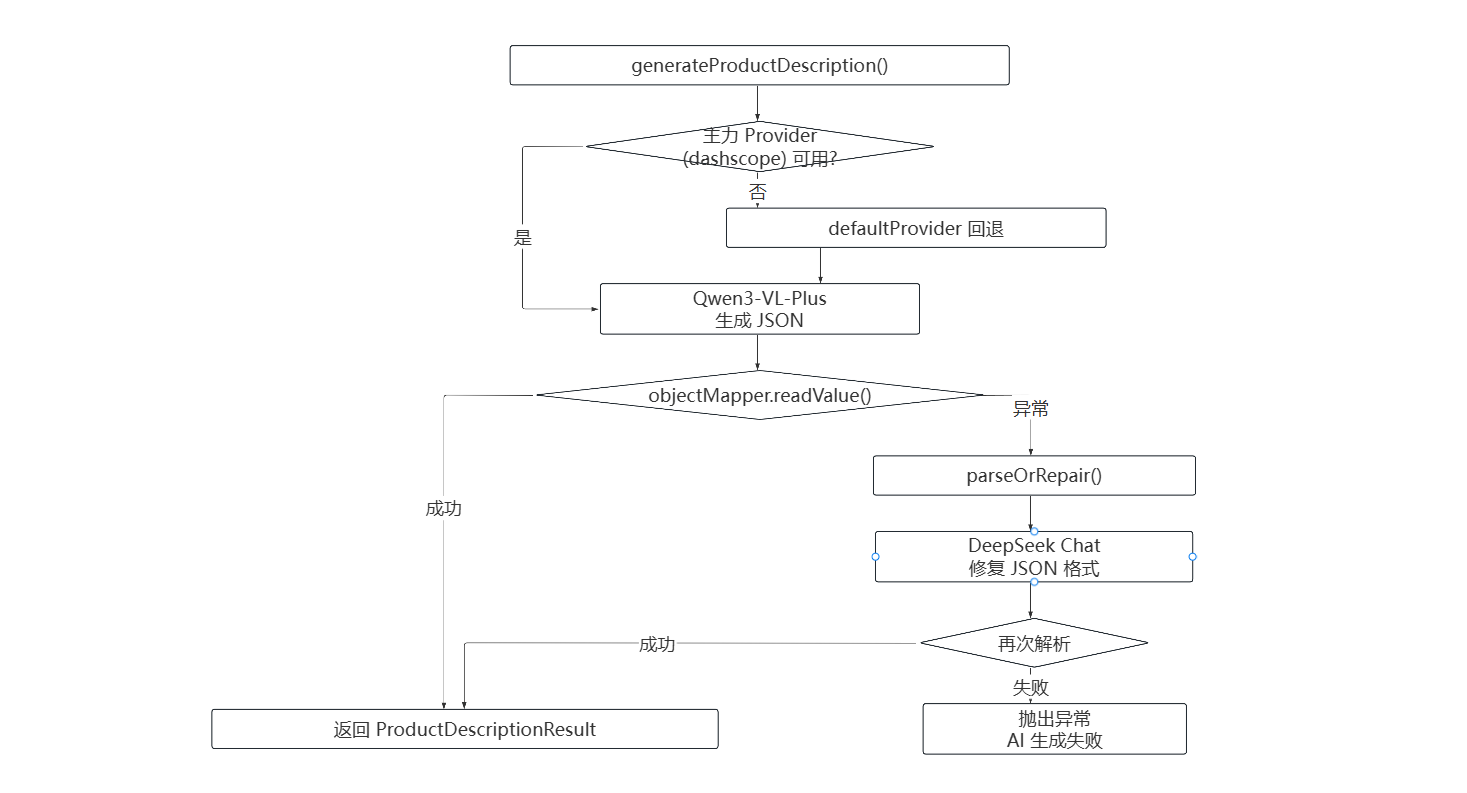 generateProductDescription()
主力 Provider
(dashscope) 可用?
否
defaultProvider 回退
是
Qwen3-VL-Plus
生成 JSON
objectMapper.readValue()
异常
parseOrRepair()
成功
DeepSeek Chat
修复 JSON 格式
再次解析
成功
失败
返回 ProductDescriptionResult
抛出异常
AI 生成失败